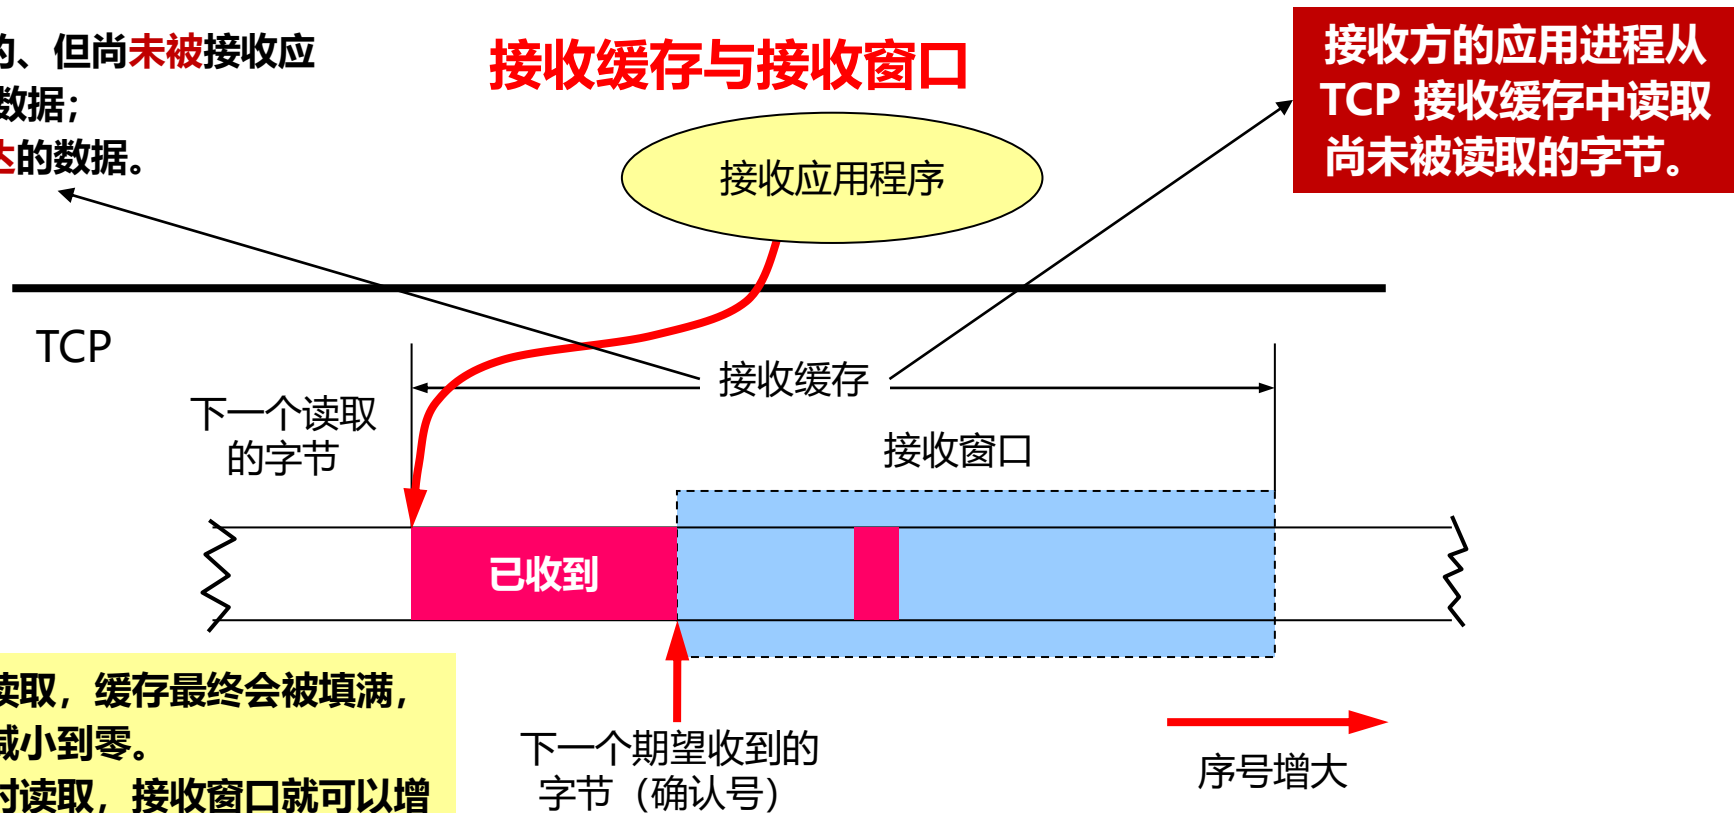 的、但尚未被接收应
数据；
达的数据。
接收缓存与接收窗口
接收方的应用进程从
TCP 接收缓存中读取
尚未被读取的字节。
接收应用程序
TCP
接收缓存
下一个读取
的字节
接收窗口
已收到
读取，缓存最终会被填满，
减小到零。
时读取，接收窗口就可以增
下一个期望收到的
字节（确认号）
序号增大